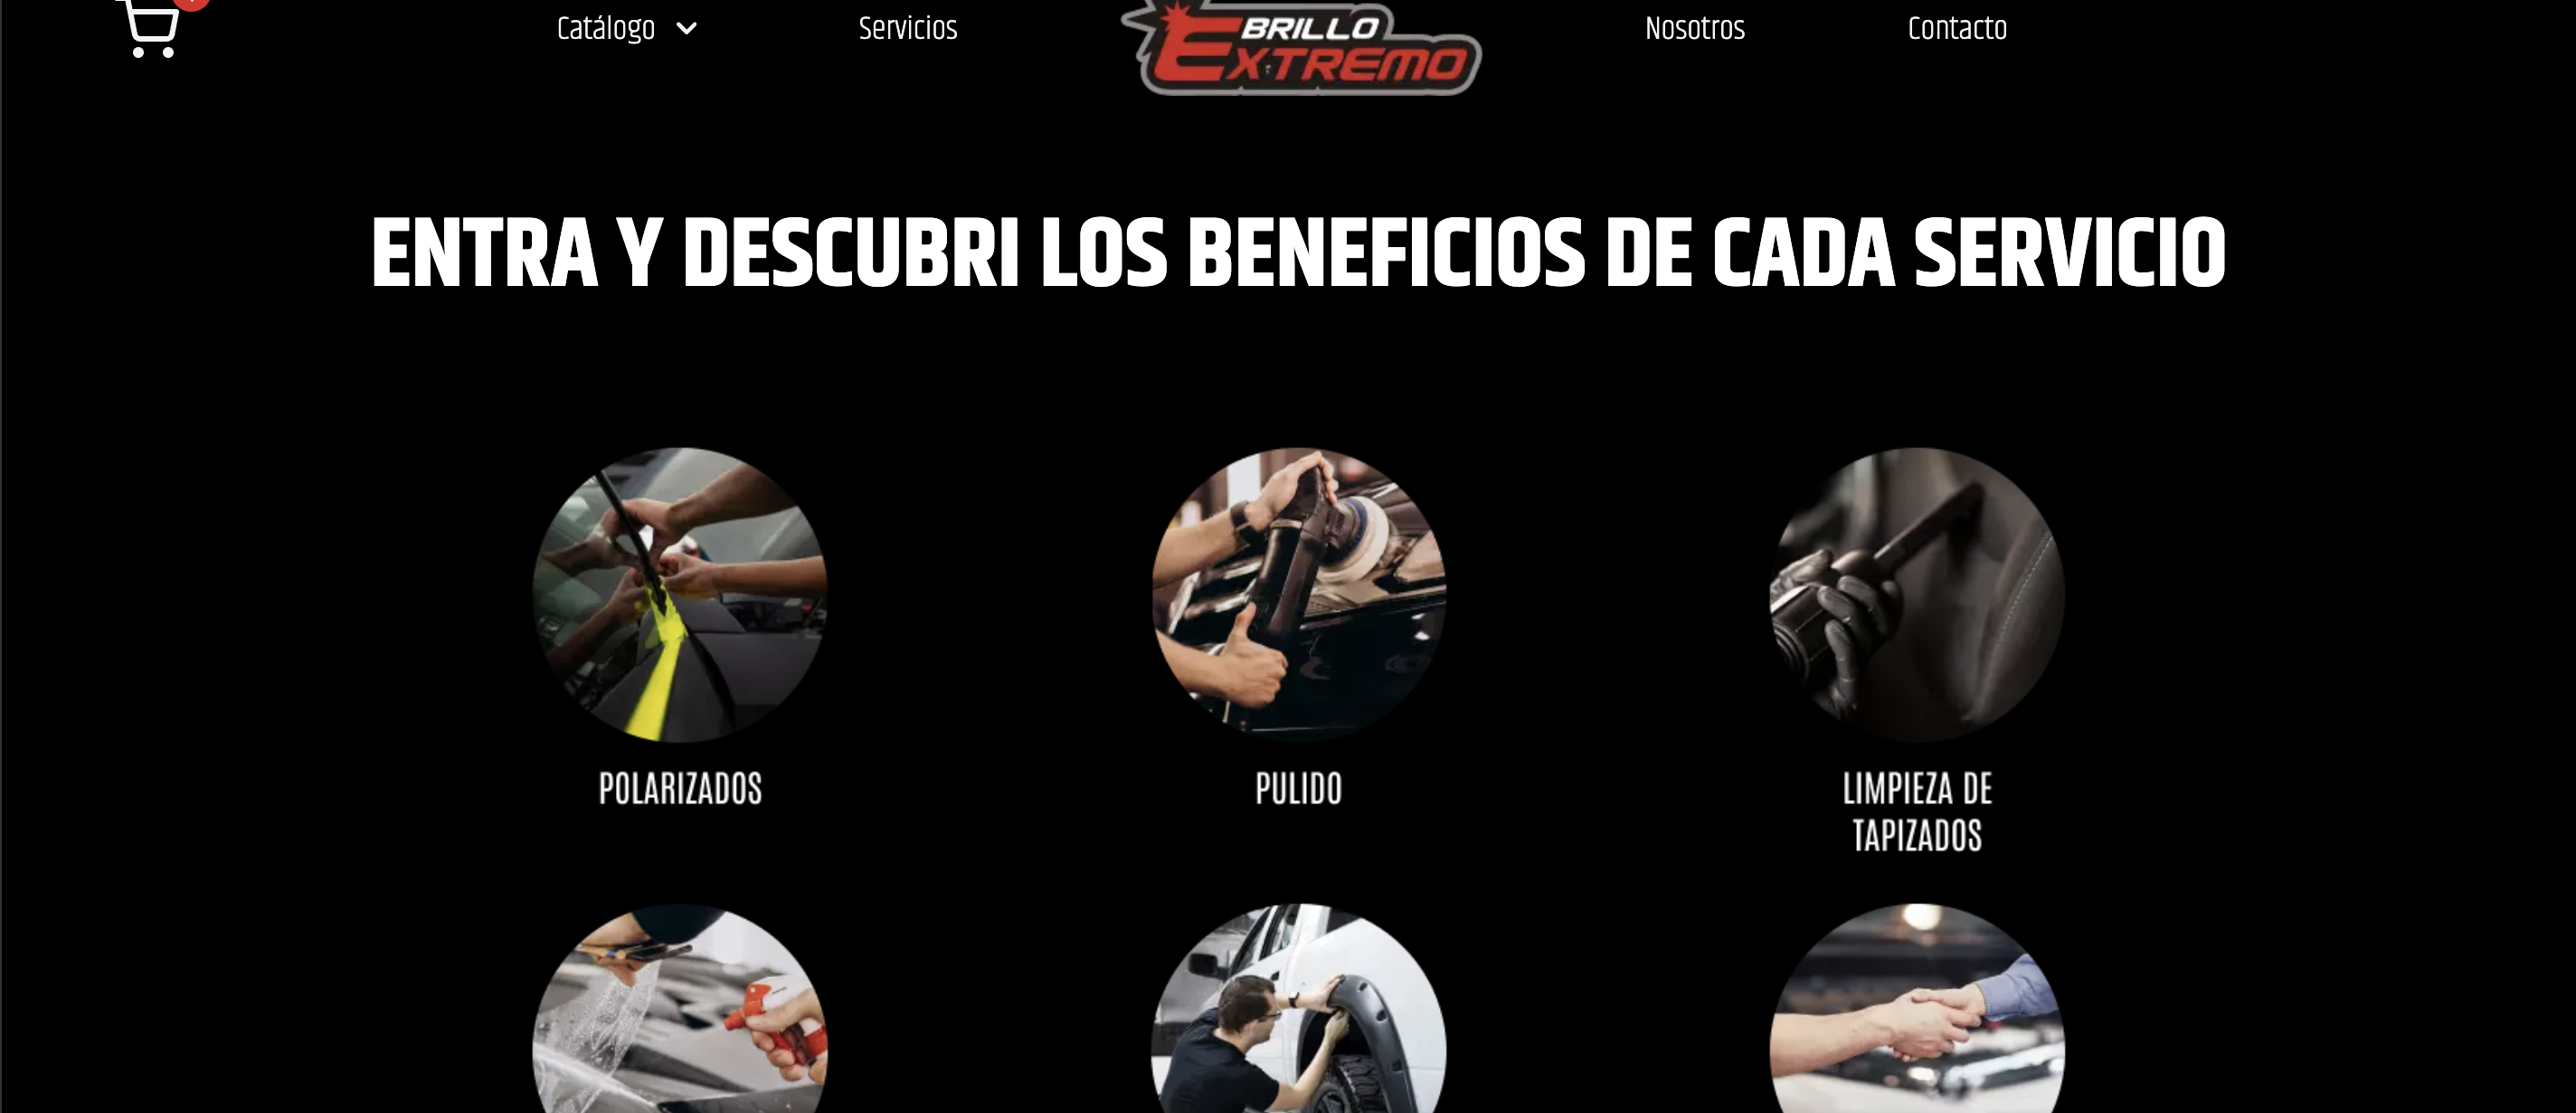 Catálogo
Servicios
BRILLO
EXTREMO
Nosotros
Contacto
ENTRA Y DESCUBRI LOS BENEFICIOS DE CADA SERVICIO
POLARIZADOS
PULIDO
LIMPIEZA DE
TAPIZADOS